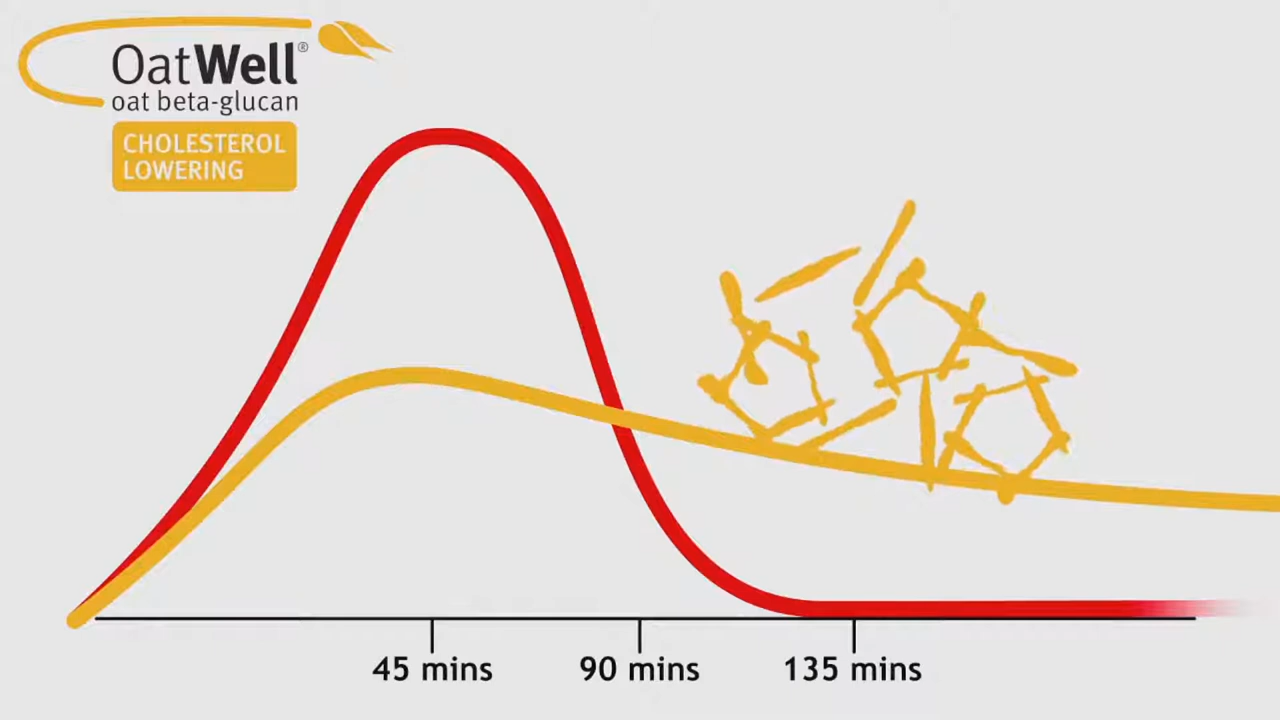 OatWell®
oat beta-glucan
CHOLESTEROL
LOWERING
45 mins
90 mins
135 mins